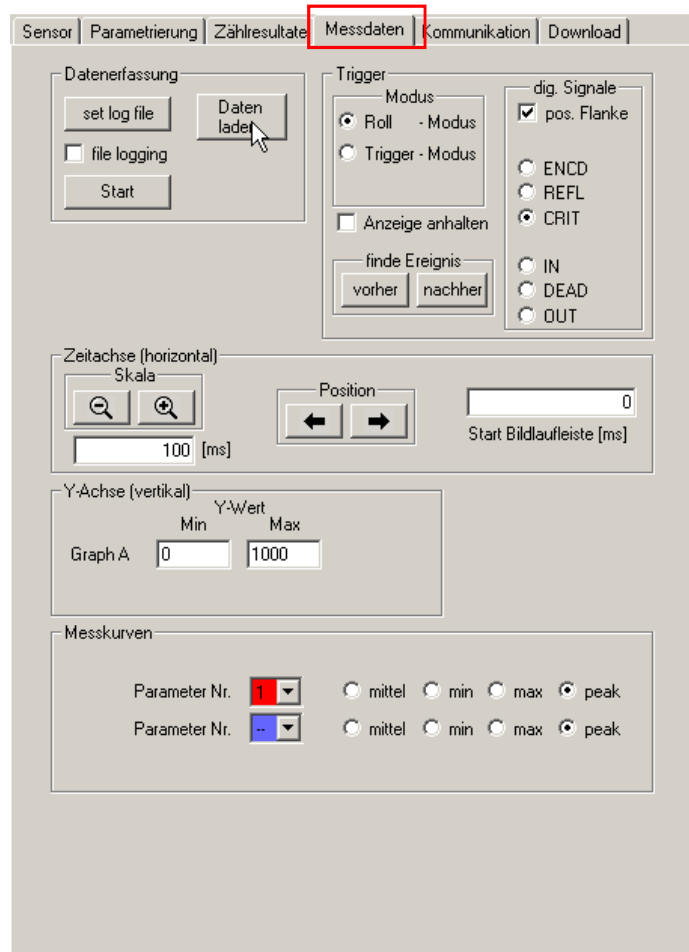 Sensor Parametrierung Zählresultate Messdaten Kommunikation Download
Datenerfassung
set log file
Daten
laden
file logging
Start
Trigger
Modus
Roll - Modus
Trigger - Modus
Anzeige anhalten
finde Ereignis
vorher nachher
dig. Signale
pos. Flanke
ENCD
REFL
CRIT
IN
DEAD
OUT
Zeitachse (horizontal)
Skala
100 [ms]
Position
0
Start Bildlaufleiste [ms]
Y-Achse (vertikal)
Y-Wert
Min Max
Graph A 0 1000
Messkurven
Parameter Nr. 1 mittel min max peak
Parameter Nr. -- mittel min max peak